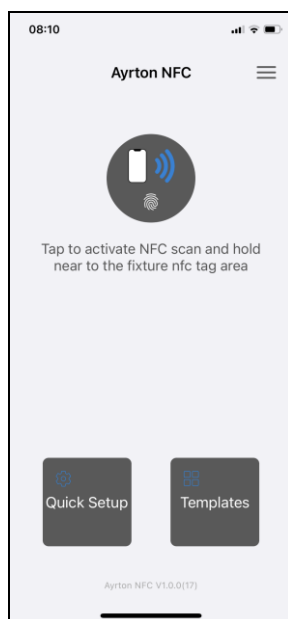 08:10
Ayrton NFC
Tap to activate NFC scan and hold
near to the fixture nfc tag area
Quick Setup
Templates
Ayrton NFC V1.0.0(17)